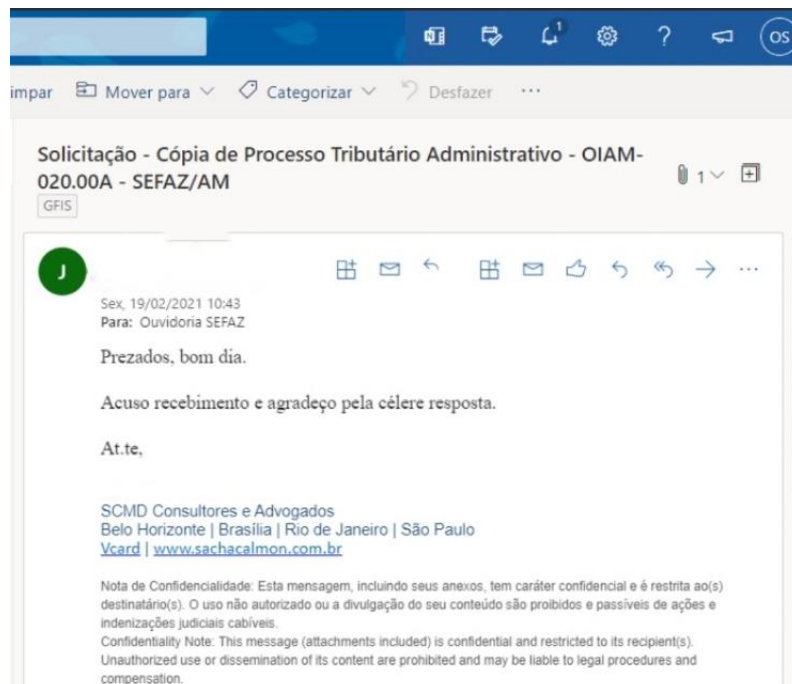 1
OS
impar Mover para Categorizar Desfazer ...
Solicitação - Cópia de Processo Tributário Administrativo - OIAM-
020.00A - SEFAZ/AM
1
GFIS
J
Sex, 19/02/2021 10:43
Para: Ouvidoria SEFAZ
Prezados, bom dia.
Acuso recebimento e agradeço pela célere resposta.
At.te,
SCMD Consultores e Advogados
Belo Horizonte | Brasília | Rio de Janeiro | São Paulo
Vcard | www.sachacalmon.com.br
Nota de Confidencialidade: Esta mensagem, incluindo seus anexos, tem caráter confidencial e é restrita ao(s)
destinatário(s). O uso não autorizado ou a divulgação do seu conteúdo são proibidos e passíveis de ações e
indenizações judiciais cabíveis.
Confidentiality Note: This message (attachments included) is confidential and restricted to its recipient(s).
Unauthorized use or dissemination of its content are prohibited and may be liable to legal procedures and
compensation.